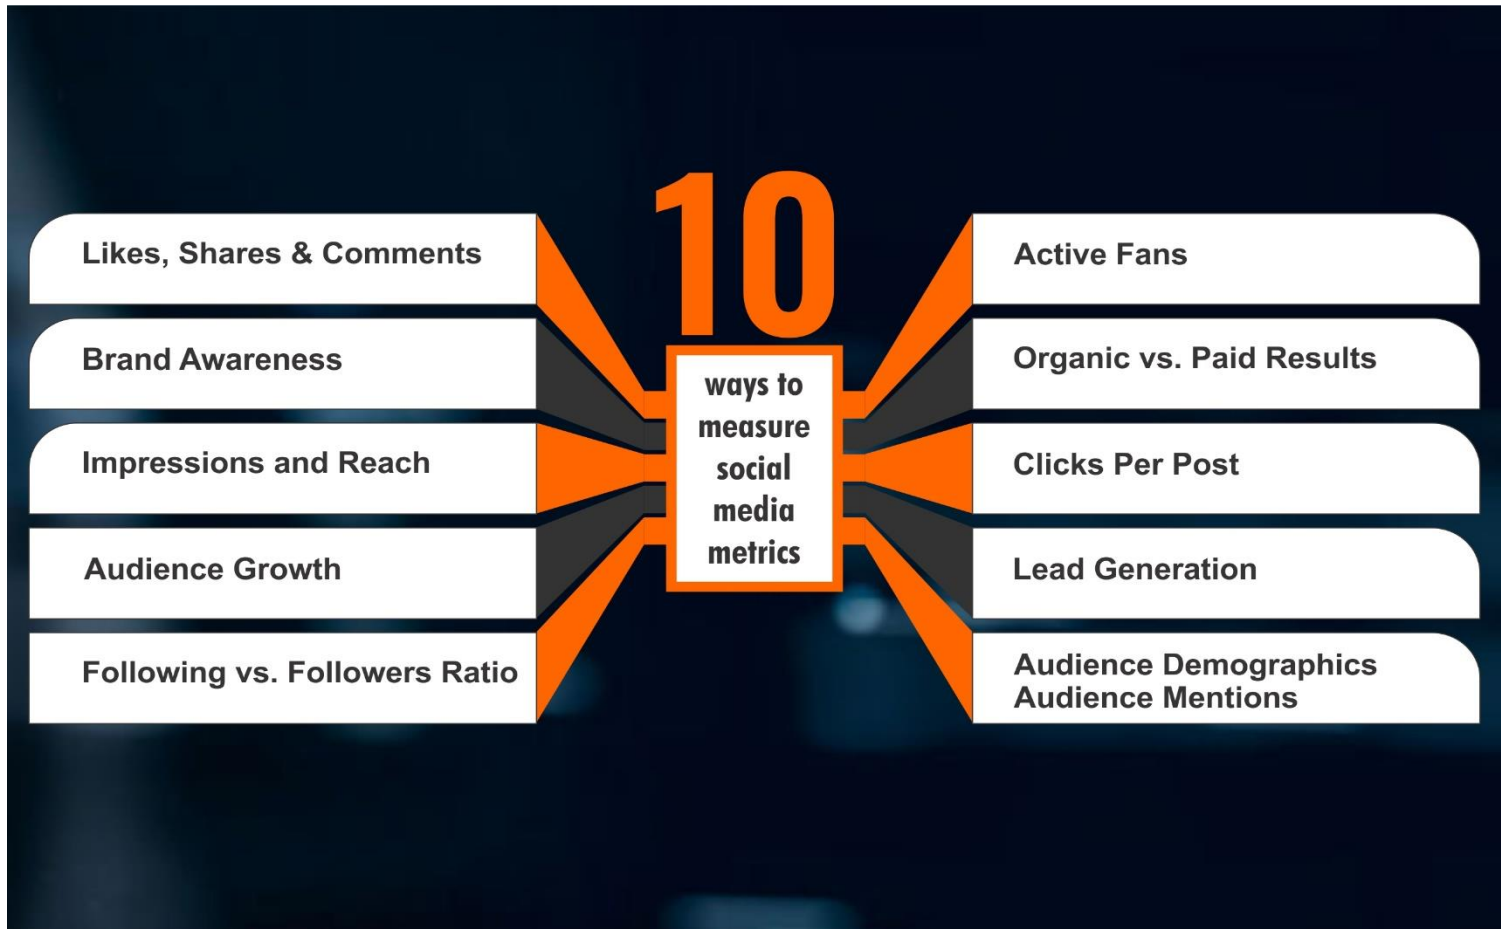 10
ways to
measure
social
media
metrics
Likes, Shares & Comments
Brand Awareness
Impressions and Reach
Audience Growth
Following vs. Followers Ratio
Active Fans
Organic vs. Paid Results
Clicks Per Post
Lead Generation
Audience Demographics
Audience Mentions